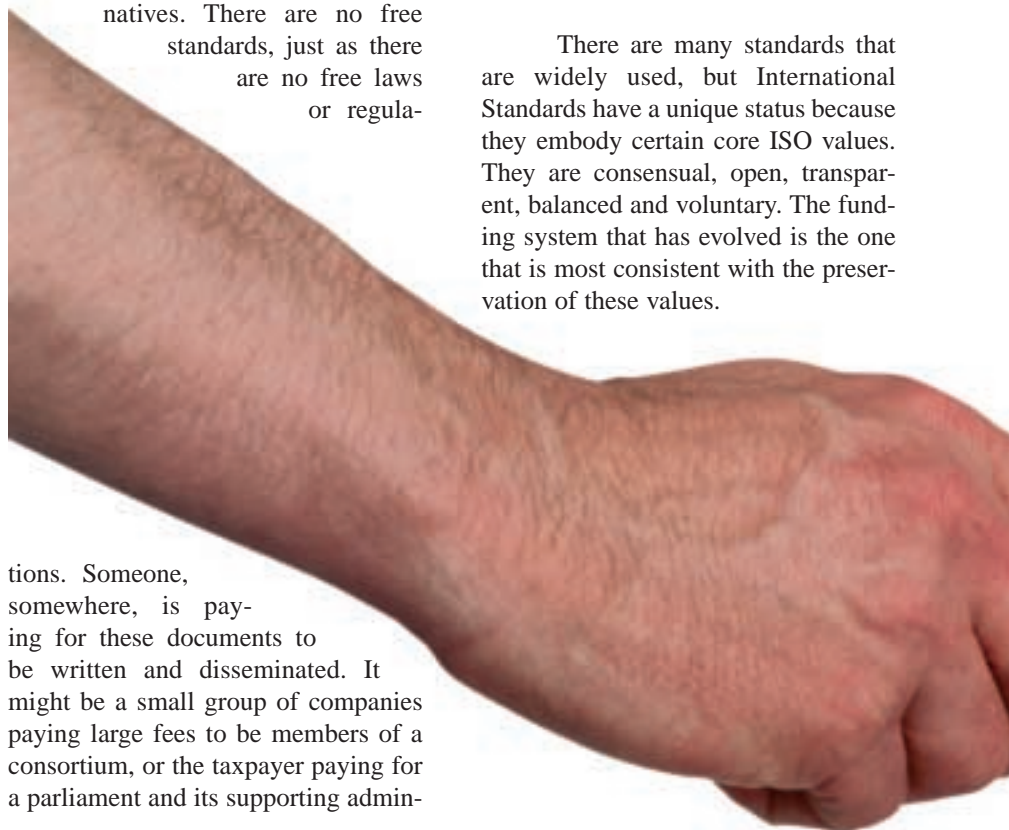 natives. There are no free
standards, just as there
are no free laws
or regula-
tions. Someone,
somewhere, is pay-
ing for these documents to
be written and disseminated. It
might be a small group of companies
paying large fees to be members of a
consortium, or the taxpayer paying for
a parliament and its supporting admin-
There are many standards that
are widely used, but International
Standards have a unique status because
they embody certain core ISO values.
They are consensual, open, transpar-
ent, balanced and voluntary. The fund-
ing system that has evolved is the one
that is most consistent with the preser-
vation of these values.